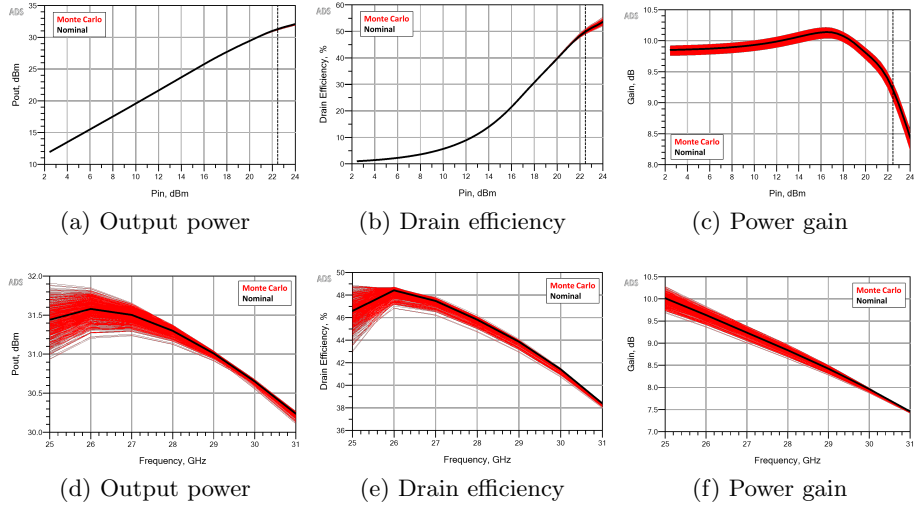 ADS
35
30
25
20
15
10
Pout, dBm
Monte Carlo
Nominal
2 4 6 8 10 12 14 16 18 20 22 24
Pin, dBm
(a) Output power
ADS
60
50
40
30
20
10
0
Drain Efficiency, %
Monte Carlo
Nominal
2 4 6 8 10 12 14 16 18 20 22 24
Pin, dBm
(b) Drain efficiency
ADS
10.5
10.0
9.5
9.0
8.5
8.0
Gain, dB
Monte Carlo
Nominal
2 4 6 8 10 12 14 16 18 20 22 24
Pin, dBm
(c) Power gain
ADS
32.0
31.5
31.0
30.5
30.0
Pout, dBm
Monte Carlo
Nominal
25 26 27 28 29 30 31
Frequency, GHz
(d) Output power
ADS
50
48
46
44
42
40
38
36
Drain Efficiency, %
Monte Carlo
Nominal
25 26 27 28 29 30 31
Frequency, GHz
(e) Drain efficiency
ADS
10.5
10.0
9.5
9.0
8.5
8.0
7.5
7.0
Gain, dB
Monte Carlo
Nominal
25 26 27 28 29 30 31
Frequency, GHz
(f) Power gain